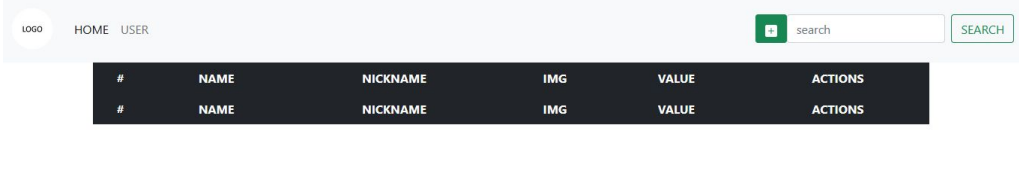 LOGO HOME USER + search SEARCH
# NAME NICKNAME IMG VALUE ACTIONS
# NAME NICKNAME IMG VALUE ACTIONS